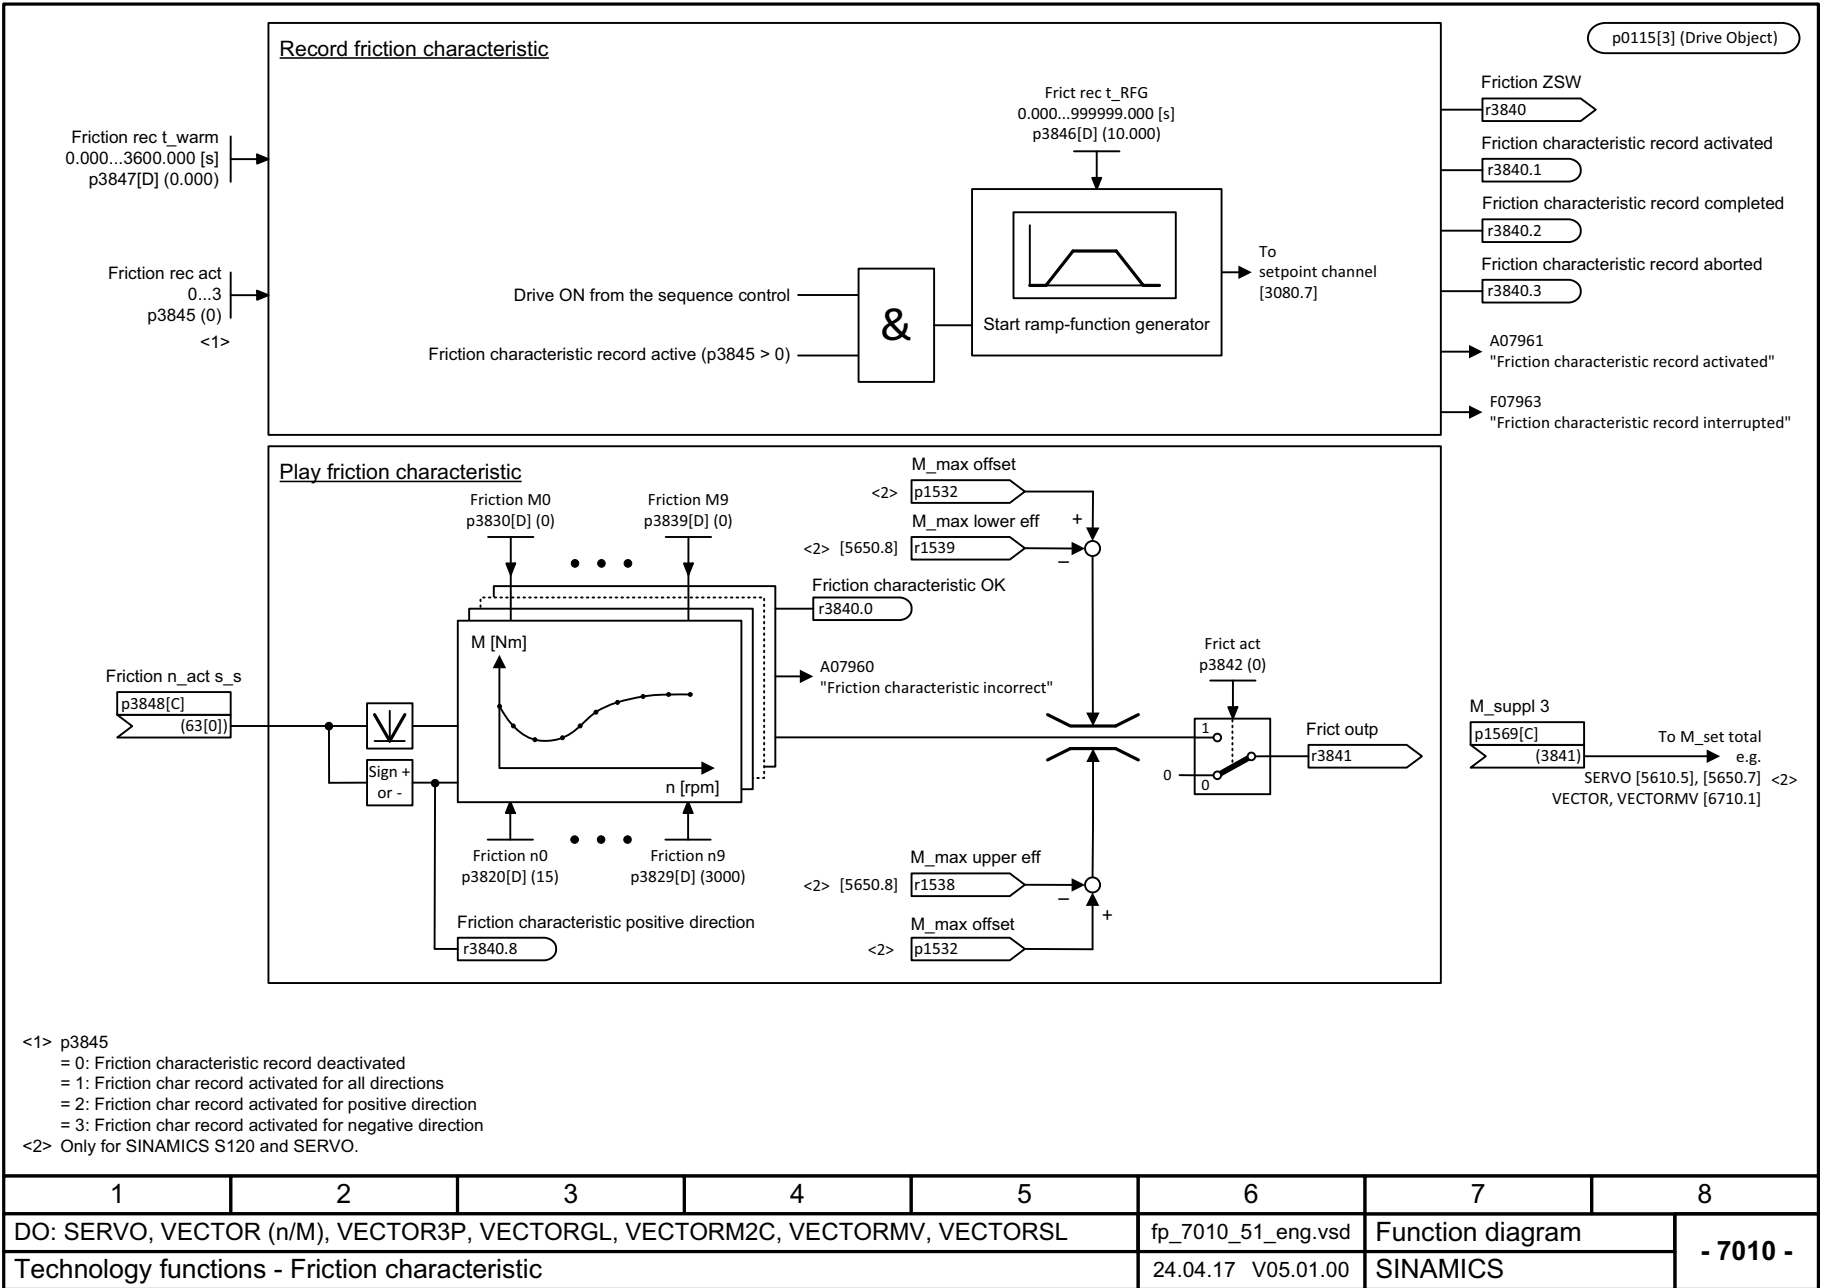 Record friction characteristic
p0115[3] (Drive Object)
Friction rec t_warm
0.000...3600.000 [s]
p3847[D] (0.000)
Friction rec act
0...3
p3845 (0)
<1>
Frict rec t_RFG
0.000...999999.000 [s]
p3846[D] (10.000)
Drive ON from the sequence control
Friction characteristic record active (p3845 > 0)
&
Start ramp-function generator
To
setpoint channel
[3080.7]
Friction ZSW
r3840
Friction characteristic record activated
r3840.1
Friction characteristic record completed
r3840.2
Friction characteristic record aborted
r3840.3
A07961
"Friction characteristic record activated"
F07963
"Friction characteristic record interrupted"
Play friction characteristic
Friction M0
p3830[D] (0)
Friction M9
p3839[D] (0)
M_max offset
<2> p1532
+
M_max lower eff
<2> [5650.8] r1539
–
Friction characteristic OK
r3840.0
M [Nm]
n [rpm]
A07960
"Friction characteristic incorrect"
Friction n_act s_s
p3848[C]
(63[0])
Sign +
or -
Friction n0
p3820[D] (15)
Friction n9
p3829[D] (3000)
Friction characteristic positive direction
r3840.8
M_max upper eff
<2> [5650.8] r1538
–
+
M_max offset
<2> p1532
Frict act
p3842 (0)
1
0
0
Frict outp
r3841
M_suppl 3
p1569[C]
(3841)
To M_set total
e.g.
SERVO [5610.5], [5650.7] <2>
VECTOR, VECTORMV [6710.1]
<1> p3845
= 0: Friction characteristic record deactivated
= 1: Friction char record activated for all directions
= 2: Friction char record activated for positive direction
= 3: Friction char record activated for negative direction
<2> Only for SINAMICS S120 and SERVO.
1 2 3 4 5 6 7 8
DO: SERVO, VECTOR (n/M), VECTOR3P, VECTORGL, VECTORM2C, VECTORMV, VECTORSL
fp_7010_51_eng.vsd
Function diagram
- 7010 -
Technology functions - Friction characteristic
24.04.17 V05.01.00
SINAMICS